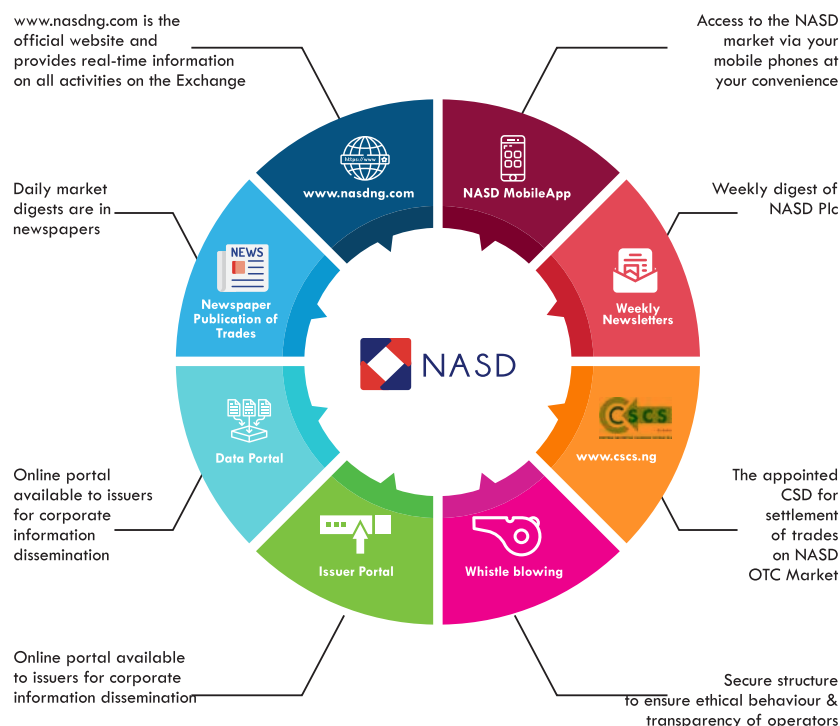 www.nasdng.com is the
official website and
provides real-time information
on all activities on the Exchange
Access to the NASD
market via your
mobile phones at
your convenience
https://www
www.nasdng.com
NASD MobileApp
Daily market
digests are in
newspapers
Weekly digest of
NASD Plc
NEWS
Newspaper
Publication of
Trades
Weekly
Newsletters
NASD
CSCS
Data Portal
www.cscs.ng
Online portal
available to issuers
for corporate
information
dissemination
The appointed
CSD for
settlement
of trades
on NASD
OTC Market
Issuer Portal
Whistle blowing
Online portal available
to issuers for corporate
information dissemination
Secure structure
to ensure ethical behaviour &
transparency of operators